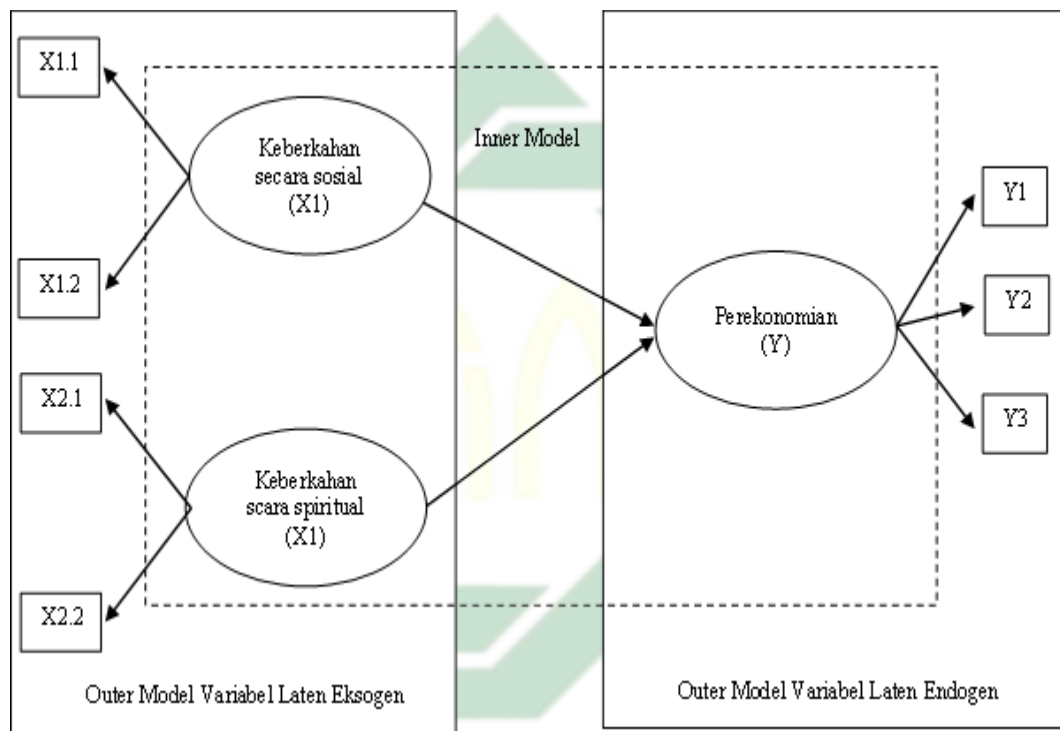 X1.1
X1.2
Keberkahan
secara sosial
(X1)
Inner Model
X2.1
X2.2
Keberkahan
scara spiritual
(X1)
Perekonomian
(Y)
Y1
Y2
Y3
Outer Model Variabel Laten Eksogen
Outer Model Variabel Laten Endogen